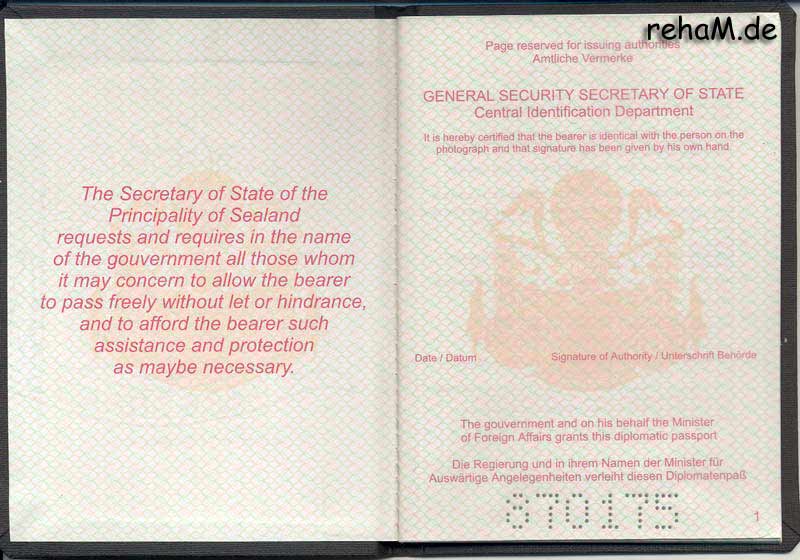 The Secretary of State of the
Principality of Sealand
requests and requires in the name
of the gouvernment all those whom
it may concern to allow the bearer
to pass freely without let or hindrance,
and to afford the bearer such
assistance and protection
as maybe necessary.
rehaM.de
Page reserved for issuing authorities
Amtliche Vermerke
GENERAL SECURITY SECRETARY OF STATE
Central Identification Department
It is hereby certified that the bearer is identical with the person on the
photograph and that signature has been given by his own hand.
Date / Datum Signature of Authority / Unterschrift Behörde
The gouvernment and on his behalf the Minister
of Foreign Affairs grants this diplomatic passport
Die Regierung und in ihrem Namen der Minister für
Auswärtige Angelegenheiten verleiht diesen Diplomatenpaß
870175
1